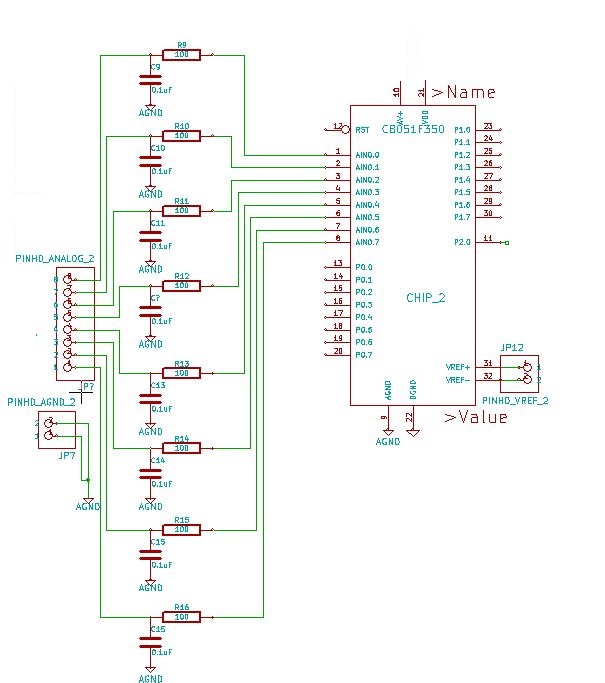 R9
100
C9
0.1uF
AGND
R10
100
C10
0.1uF
AGND
R11
100
C11
0.1uF
AGND
R12
100
C?
0.1uF
AGND
R13
100
C13
0.1uF
AGND
R14
100
C14
0.1uF
AGND
R15
100
C15
0.1uF
AGND
R16
100
C15
0.1uF
AGND
PINHD_ANALOG_2
8
7
6
5
4
3
2
1
P?
PINHD_AGND_2
2
1
JP7
AGND
>Name
10
21
AV+
VDD
C8051F350
12 RST
1 AIN0.0
2 AIN0.1
3 AIN0.2
4 AIN0.3
5 AIN0.4
6 AIN0.5
7 AIN0.6
8 AIN0.7
13 P0.0
14 P0.1
15 P0.2
16 P0.3
17 P0.4
18 P0.5
19 P0.6
20 P0.7
P1.0 23
P1.1 24
P1.2 25
P1.3 26
P1.4 27
P1.5 28
P1.6 29
P1.7 30
P2.0 11
CHIP_2
VREF+ 31
VREF- 32
AGND
DGND
9
22
AGND
>Value
JP12
1
2
PINHD_VREF_2